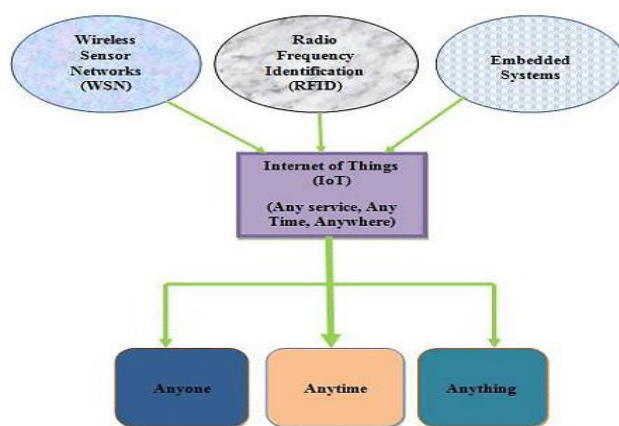 Wireless
Sensor
Networks
(WSN)
Radio
Frequency
Identification
(RFID)
Embedded
Systems
Internet of Things
(IoT)
(Any service, Any
Time, Anywhere)
Anyone
Anytime
Anything